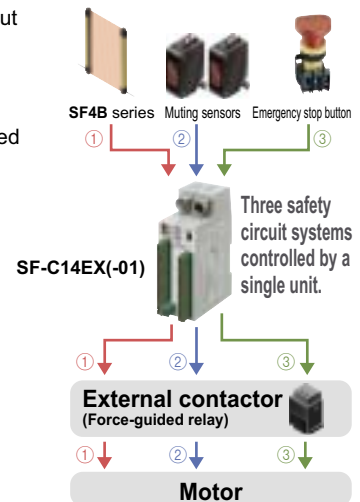 ut
SF4B series Muting sensors Emergency stop button
ed
① ② ③
Three safety
circuit systems
controlled by a
single unit.
SF-C14EX(-01)
① ② ③
External contactor
(Force-guided relay)
① ② ③
Motor